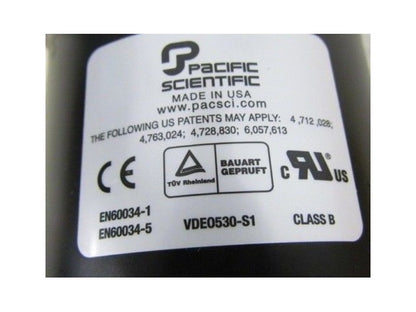 PACIFIC
SCIENTIFIC
MADE IN USA
www.pacsci.com
THE FOLLOWING US PATENTS MAY APPLY: 4,712,028;
4,763,024; 4,728,830; 6,057,613
CE
TÜV Rheinland
BAUART
GEPRUFT
C RU US
EN60034-1
EN60034-5
VDE0530-S1
CLASS B